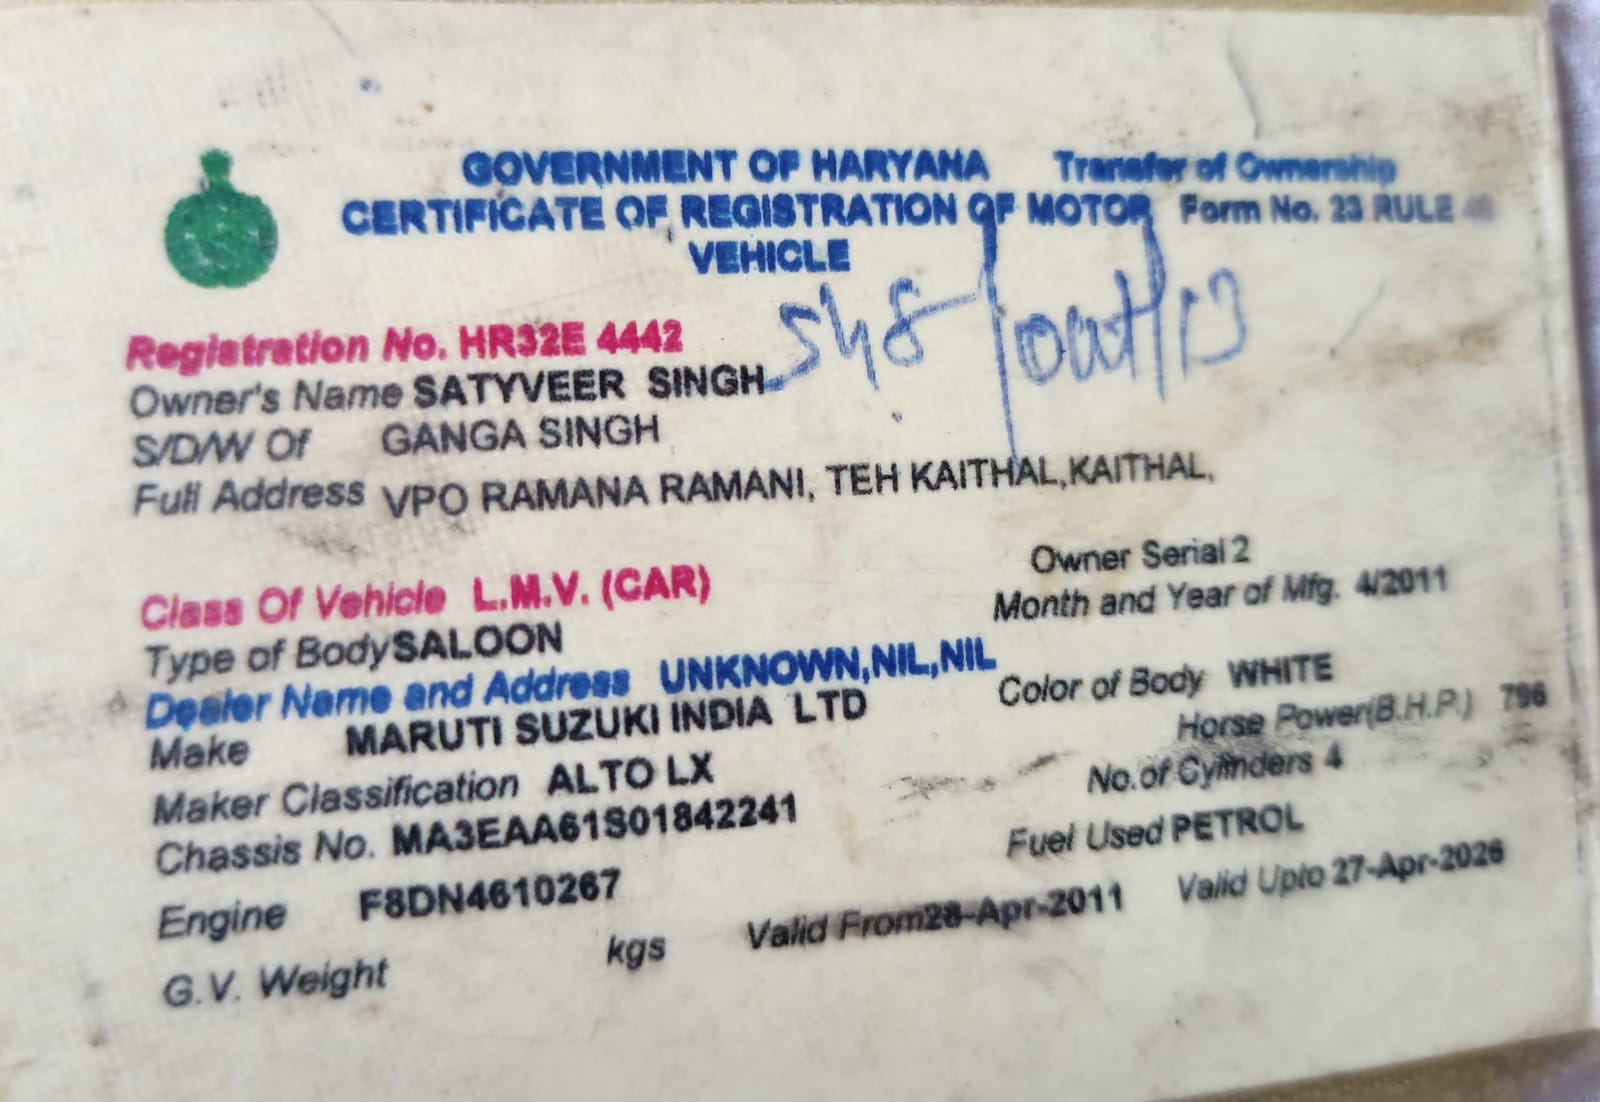 GOVERNMENT OF HARYANA Transfer of Ownership
CERTIFICATE OF REGISTRATION OF MOTOR Form No. 23 RULE
VEHICLE
Registration No. HR32E 4442
Owner's Name SATYVEER SINGH
S/D/W Of GANGA SINGH
Full Address VPO RAMANA RAMANI, TEH KAITHAL,KAITHAL,
Owner Serial 2
Class Of Vehicle L.M.V. (CAR)
Month and Year of Mfg. 4/2011
Type of Body SALOON
Dealer Name and Address UNKNOWN,NIL,NIL
Color of Body WHITE
Make MARUTI SUZUKI INDIA LTD
Horse Power(B.H.P.) 796
Maker Classification ALTO LX
No.of Cylinders 4
Chassis No. MA3EAA61S01842241
Fuel Used PETROL
Engine F8DN4610267
Valid From 28-Apr-2011 Valid Upto 27-Apr-2026
G.V. Weight kgs